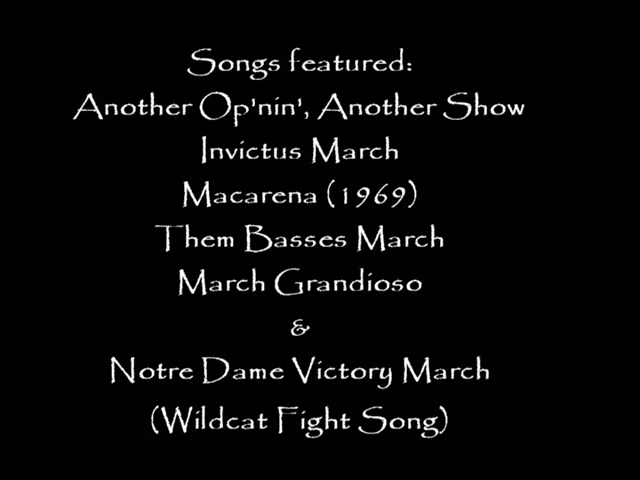 Songs featured:
Another Op'nin', Another Show
Invictus March
Macarena (1969)
Them Basses March
March Grandioso
&
Notre Dame Victory March
(Wildcat Fight Song)